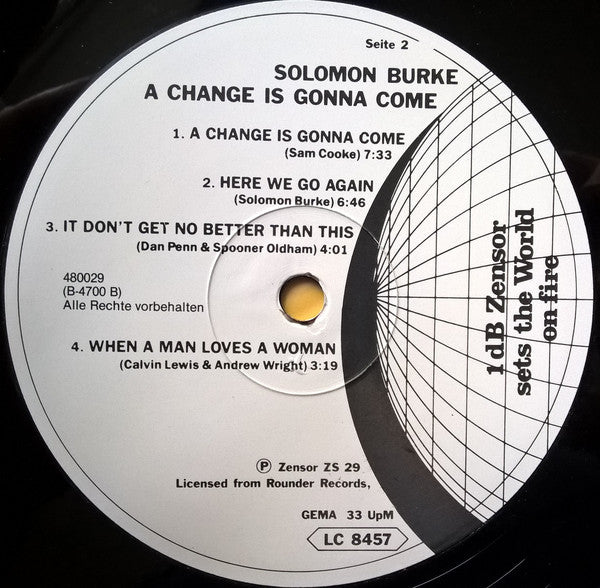 Seite 2
SOLOMON BURKE
A CHANGE IS GONNA COME
1. A CHANGE IS GONNA COME
(Sam Cooke) 7:33
2. HERE WE GO AGAIN
(Solomon Burke) 6:46
3. IT DON'T GET NO BETTER THAN THIS
(Dan Penn & Spooner Oldham) 4:01
480029
(B-4700 B)
Alle Rechte vorbehalten
4. WHEN A MAN LOVES A WOMAN
(Calvin Lewis & Andrew Wright) 3:19
Ⓟ Zensor ZS 29
Licensed from Rounder Records,
GEMA 33 UpM
LC 8457
1 dB Zensor
sets the World
on fire